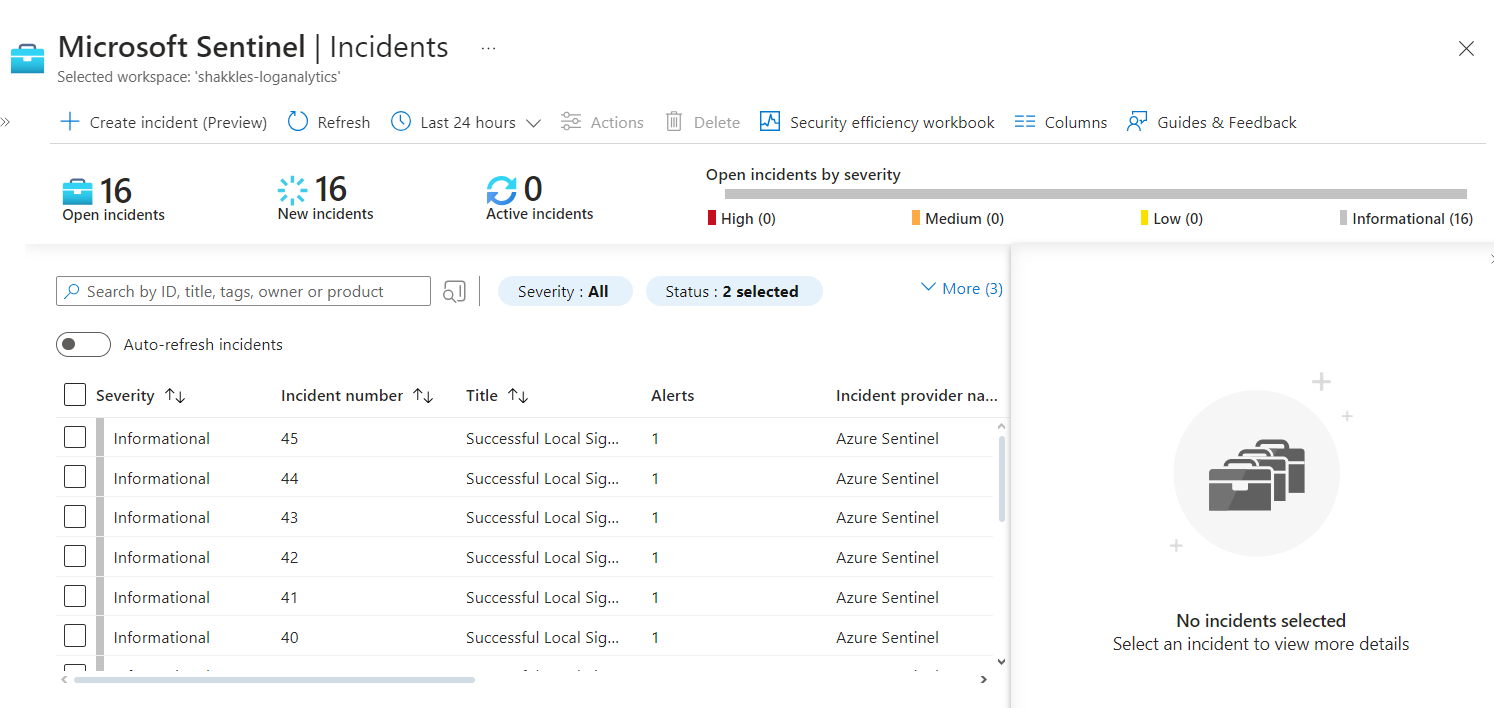 Microsoft Sentinel | Incidents ...
Selected workspace: 'shakkles-loganalytics'
Create incident (Preview) Refresh Last 24 hours Actions Delete Security efficiency workbook Columns Guides & Feedback
16 16 0
Open incidents New incidents Active incidents
Open incidents by severity
High (0) Medium (0) Low (0) Informational (16)
Search by ID, title, tags, owner or product Severity : All Status : 2 selected More (3)
Auto-refresh incidents
Severity Incident number Title Alerts Incident provider na...
Informational 45 Successful Local Sig... 1 Azure Sentinel
Informational 44 Successful Local Sig... 1 Azure Sentinel
Informational 43 Successful Local Sig... 1 Azure Sentinel
Informational 42 Successful Local Sig... 1 Azure Sentinel
Informational 41 Successful Local Sig... 1 Azure Sentinel
Informational 40 Successful Local Sig... 1 Azure Sentinel
No incidents selected
Select an incident to view more details